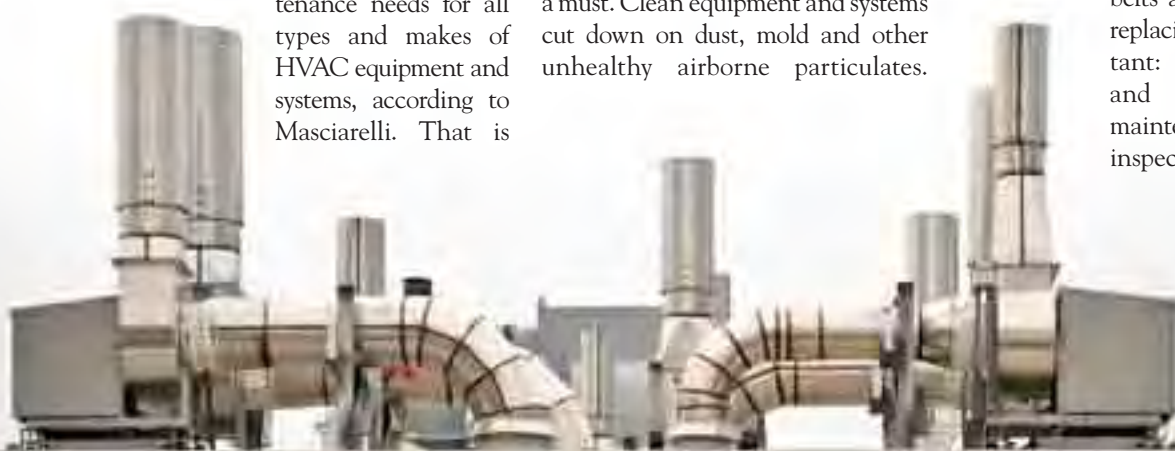 tenance needs for all
types and makes of
HVAC equipment and
systems, according to
Masciarelli. That is
a must. Clean equipment and systems
cut down on dust, mold and other
unhealthy airborne particulates.
belts a
replaci
tant:
and
mainte
inspec